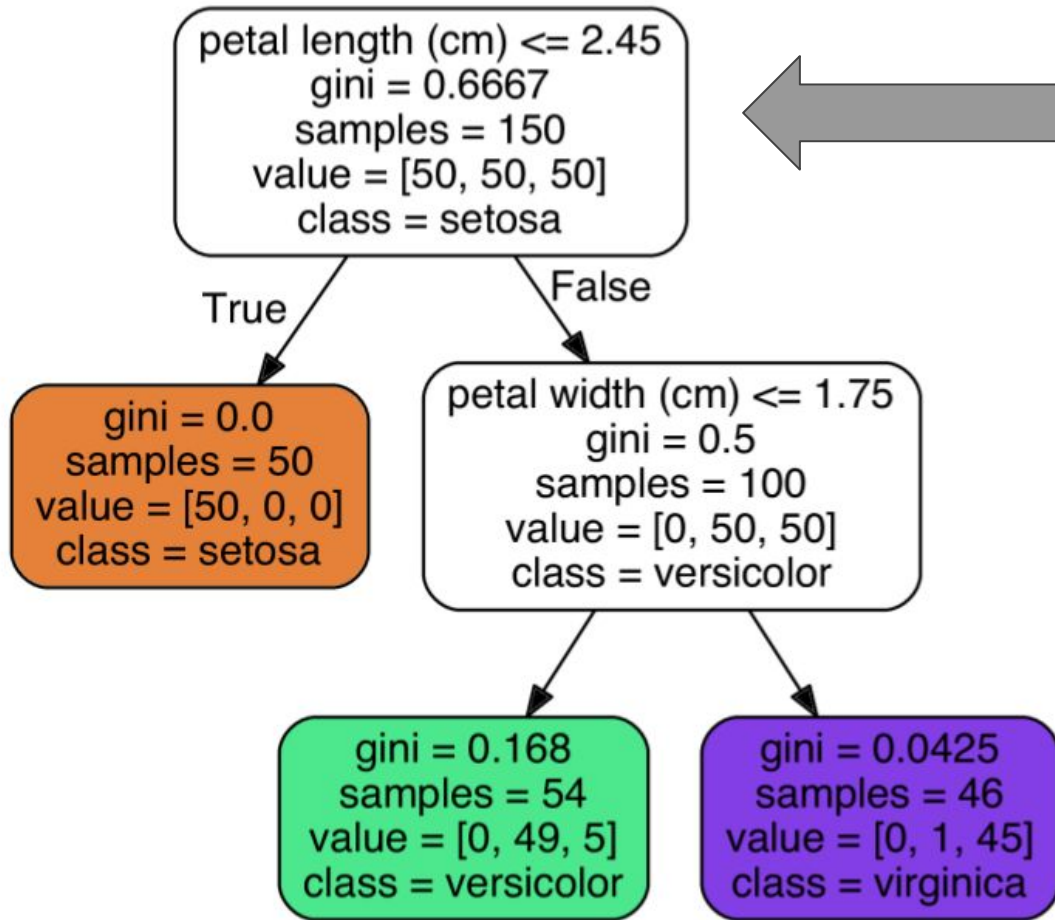 petal length (cm) <= 2.45
gini = 0.6667
samples = 150
value = [50, 50, 50]
class = setosa
True
False
gini = 0.0
samples = 50
value = [50, 0, 0]
class = setosa
petal width (cm) <= 1.75
gini = 0.5
samples = 100
value = [0, 50, 50]
class = versicolor
gini = 0.168
samples = 54
value = [0, 49, 5]
class = versicolor
gini = 0.0425
samples = 46
value = [0, 1, 45]
class = virginica